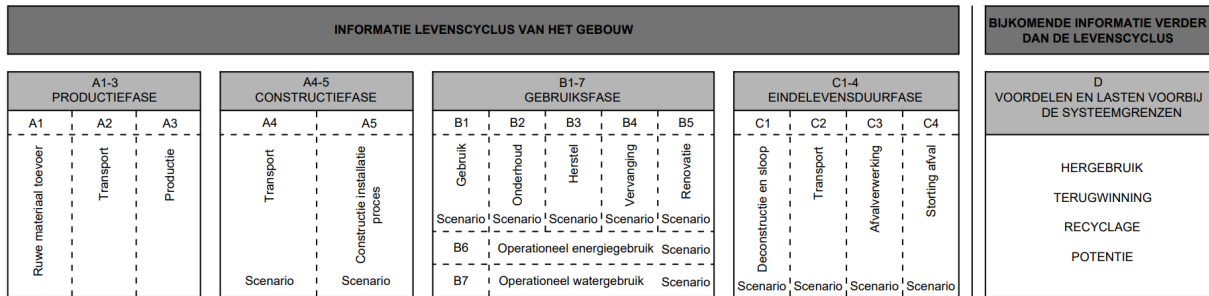 INFORMATIE LEVENSCYCLUS VAN HET GEBOUW
BIJKOMENDE INFORMATIE VERDER
DAN DE LEVENSCYCLUS
A1-3
PRODUCTIEFASE
A1
A2
A3
Ruwe materiaal toevoer
Transport
Productie
A4-5
CONSTRUCTIEFASE
A4
A5
Transport
Constructie installatie
proces
Scenario
Scenario
B1-7
GEBRUIKSFASE
B1
B2
B3
B4
B5
Gebruik
Onderhoud
Herstel
Vervanging
Renovatie
Scenario
Scenario
Scenario
Scenario
Scenario
B6
Operationeel energiegebruik
Scenario
B7
Operationeel watergebruik
Scenario
C1-4
EINDELEVENSDUURFASE
C1
C2
C3
C4
Deconstructie en sloop
Transport
Afvalverwerking
Storting afval
Scenario
Scenario
Scenario
Scenario
D
VOORDELEN EN LASTEN VOORBIJ
DE SYSTEEMGRENZEN
HERGEBRUIK
TERUGWINNING
RECYCLAGE
POTENTIE